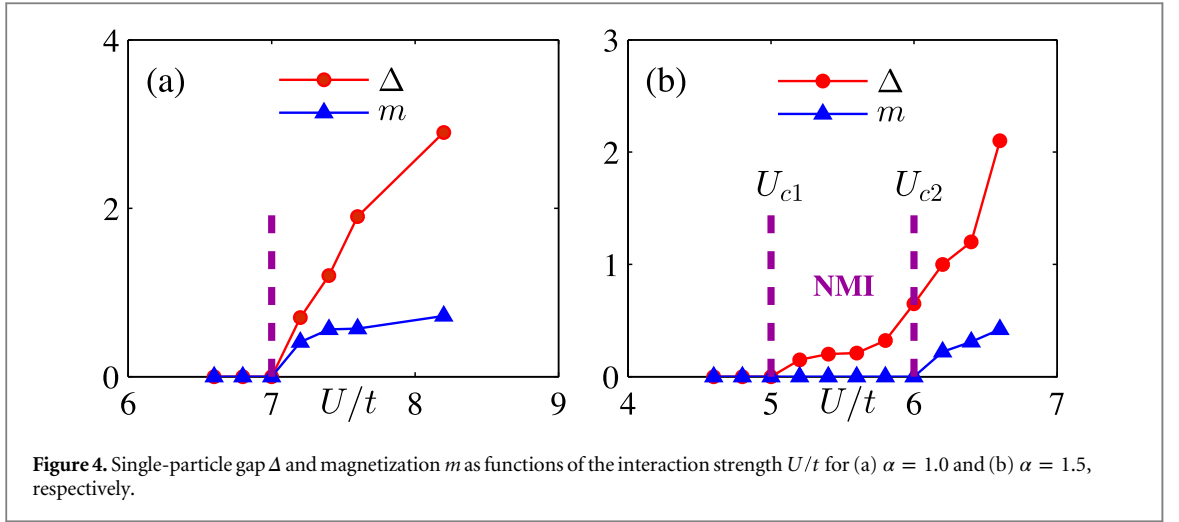 4
2
0
(a)
Δ
m
6
7
U/t
8
9
3
2
1
0
(b)
Δ
m
U_{c1}
U_{c2}
NMI
4
5
U/t
6
7
Figure 4. Single-particle gap Δ and magnetization m as functions of the interaction strength U/t for (a) α = 1.0 and (b) α = 1.5,
respectively.